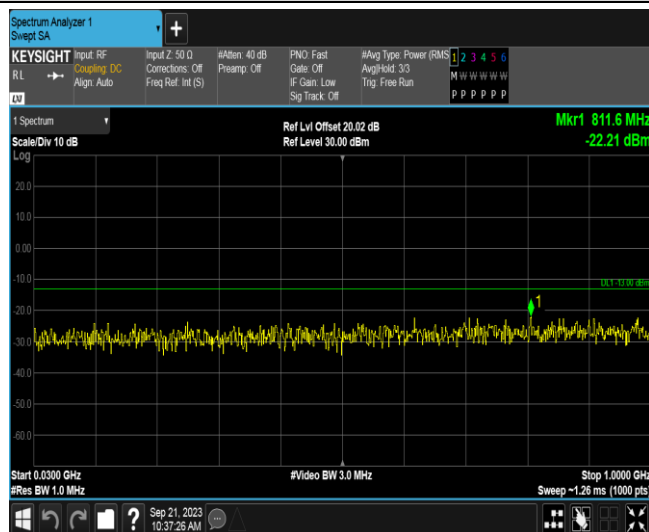 Spectrum Analyzer 1
Swept SA
+
KEYSIGHT
RL
LXI
Input: RF
Coupling: DC
Align: Auto
Input Z: 50 Ω
Corrections: Off
Freq Ref: Int (S)
#Atten: 40 dB
Preamp: Off
PNO: Fast
Gate: Off
IF Gain: Low
Sig Track: Off
#Avg Type: Power (RMS
Avg|Hold: 3/3
Trig: Free Run
1 2 3 4 5 6
M W W W W W
P P P P P P
1 Spectrum
Scale/Div 10 dB
Log
Ref Lvl Offset 20.02 dB
Ref Level 30.00 dBm
Mkr1 811.6 MHz
-22.21 dBm
20.0
10.0
0.00
-10.0
DL1 -13.00 dBm
-20.0
1
-30.0
-40.0
-50.0
-60.0
Start 0.0300 GHz
#Res BW 1.0 MHz
#Video BW 3.0 MHz
Stop 1.0000 GHz
Sweep ~1.26 ms (1000 pts)
?
Sep 21, 2023
10:37:26 AM